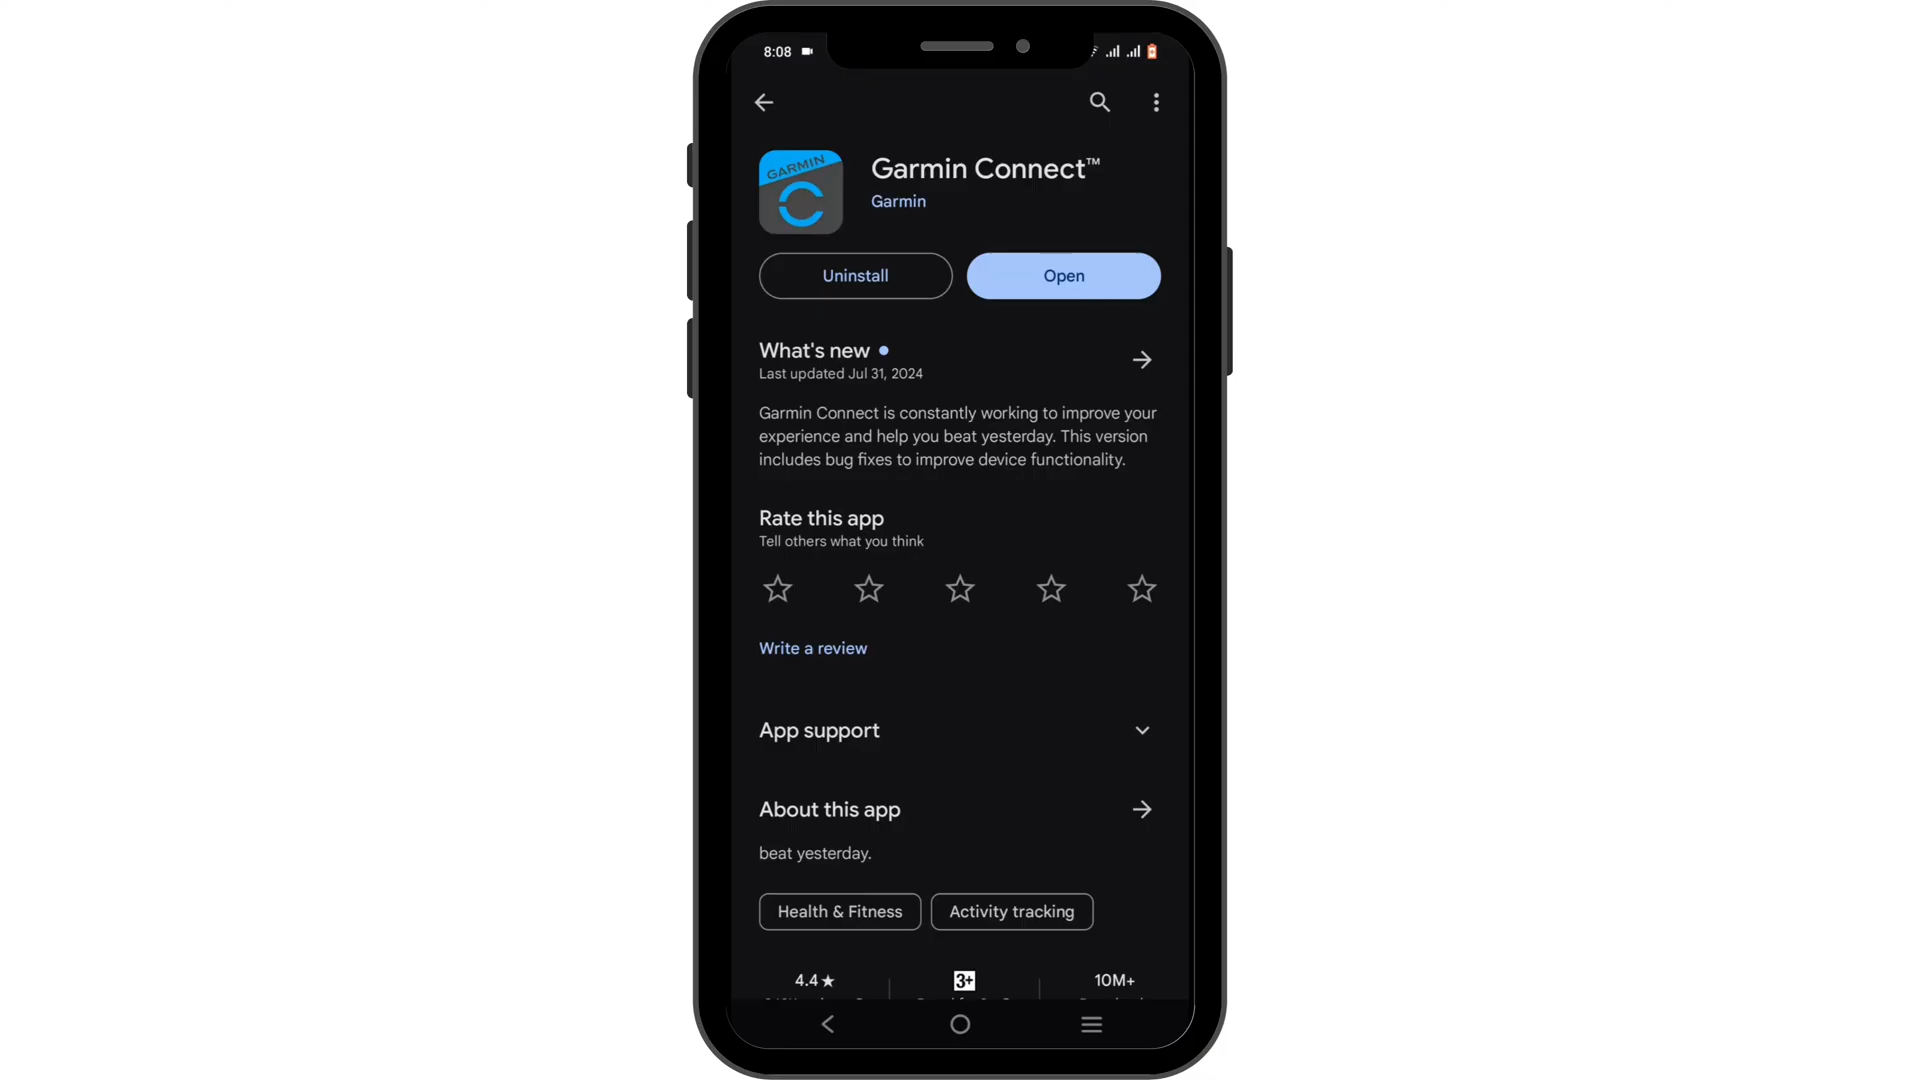 8:08
GARMIN
Garmin Connect™
Garmin
Uninstall
Open
What's new
Last updated Jul 31, 2024
Garmin Connect is constantly working to improve your
experience and help you beat yesterday. This version
includes bug fixes to improve device functionality.
Rate this app
Tell others what you think
Write a review
App support
About this app
beat yesterday.
Health & Fitness
Activity tracking
4.4★
3+
10M+